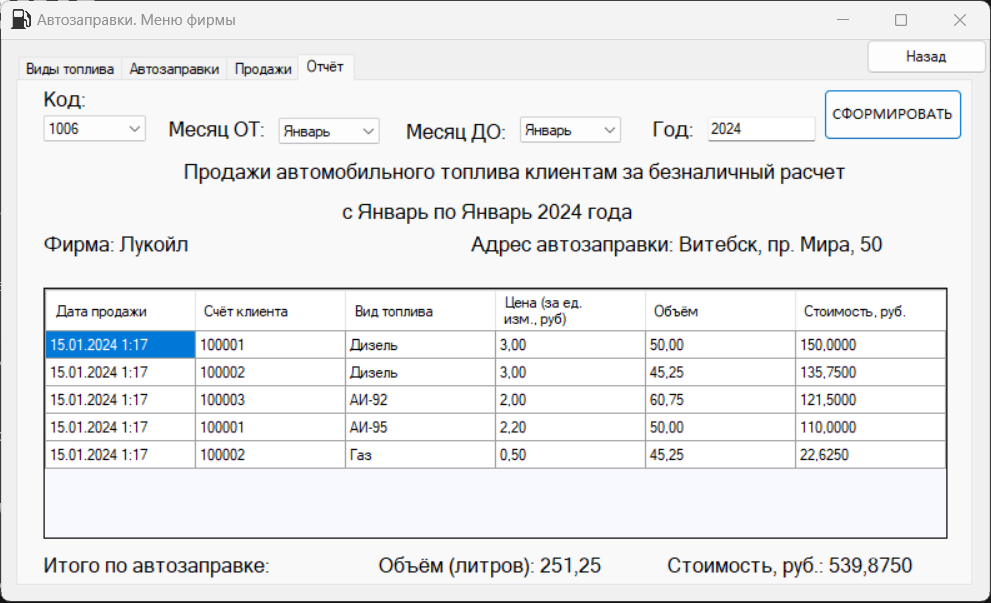 Автозаправки. Меню фирмы
Назад
Виды топлива Автозаправки Продажи Отчёт
Код:
1006 Месяц ОТ: Январь Месяц ДО: Январь Год: 2024 СФОРМИРОВАТЬ
Продажи автомобильного топлива клиентам за безналичный расчет
с Январь по Январь 2024 года
Фирма: Лукойл Адрес автозаправки: Витебск, пр. Мира, 50
Дата продажи Счёт клиента Вид топлива Цена (за ед. изм., руб) Объём Стоимость, руб.
15.01.2024 1:17 100001 Дизель 3,00 50,00 150,0000
15.01.2024 1:17 100002 Дизель 3,00 45,25 135,7500
15.01.2024 1:17 100003 АИ-92 2,00 60,75 121,5000
15.01.2024 1:17 100001 АИ-95 2,20 50,00 110,0000
15.01.2024 1:17 100002 Газ 0,50 45,25 22,6250
Итого по автозаправке: Объём (литров): 251,25 Стоимость, руб.: 539,8750